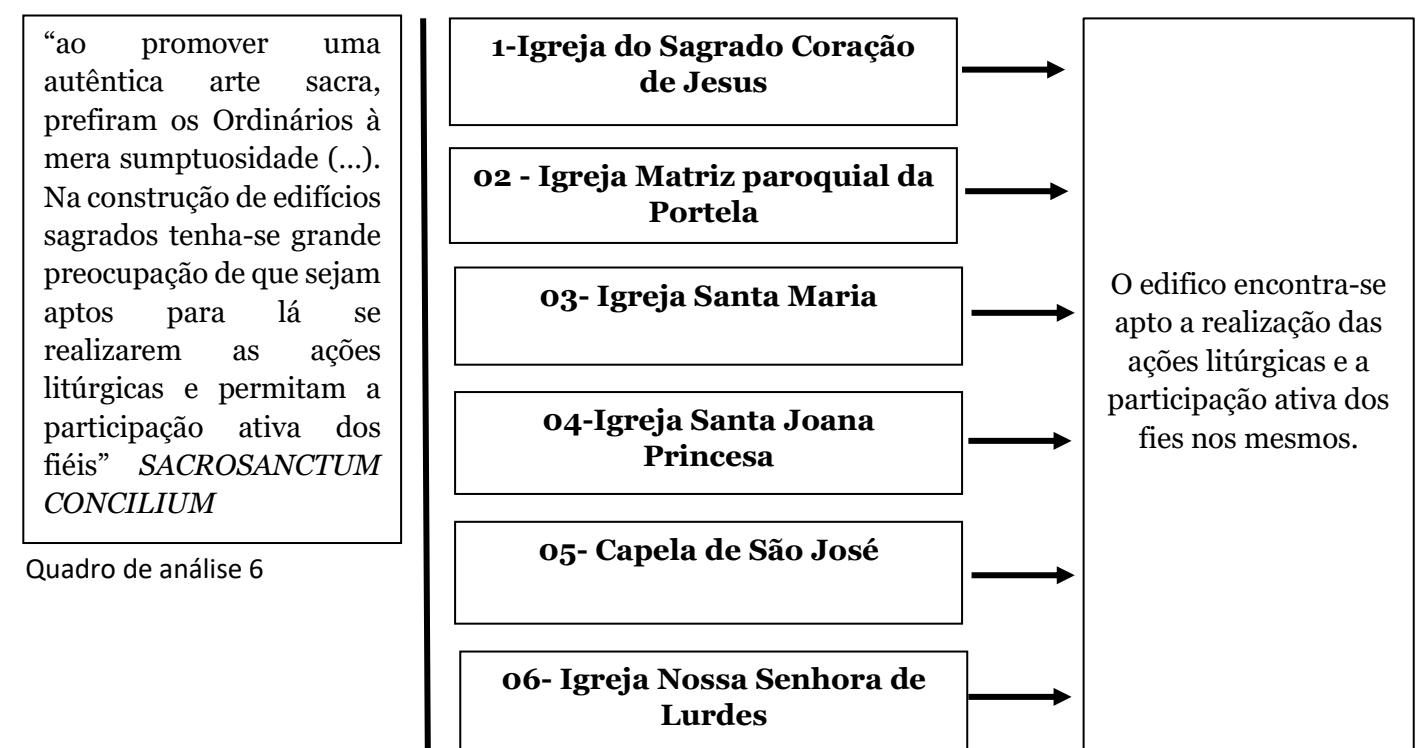 “ao promover uma
autêntica arte sacra,
prefiram os Ordinários à
mera sumptuosidade (...).
Na construção de edifícios
sagrados tenha-se grande
preocupação de que sejam
aptos para lá se
realizarem as ações
litúrgicas e permitam a
participação ativa dos
fiéis” SACROSANCTUM
CONCILIUM
Quadro de análise 6
1-Igreja do Sagrado Coração
de Jesus
02 - Igreja Matriz paroquial da
Portela
03- Igreja Santa Maria
04-Igreja Santa Joana
Princesa
05- Capela de São José
06- Igreja Nossa Senhora de
Lurdes
O edifico encontra-se
apto a realização das
ações litúrgicas e a
participação ativa dos
fies nos mesmos.